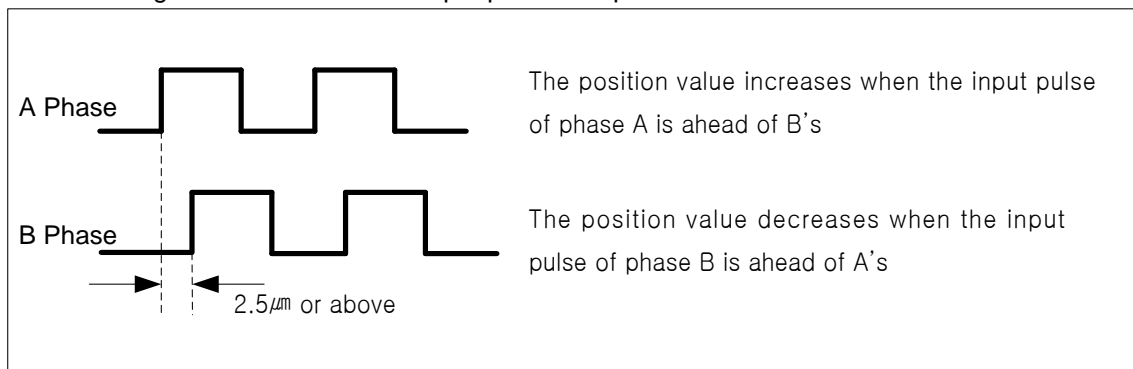 A Phase
The position value increases when the input pulse
of phase A is ahead of B's
B Phase
The position value decreases when the input
pulse of phase B is ahead of A's
2.5㎛ or above